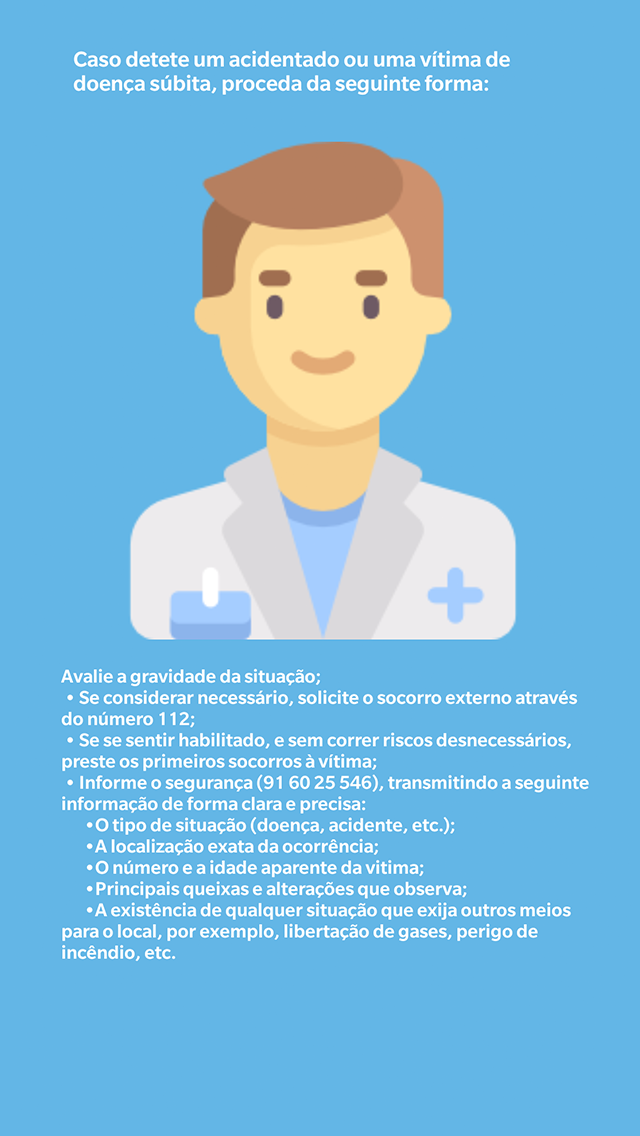 Caso detete um acidentado ou uma vítima de
doença súbita, proceda da seguinte forma:
Avalie a gravidade da situação;
• Se considerar necessário, solicite o socorro externo através
do número 112;
• Se se sentir habilitado, e sem correr riscos desnecessários,
preste os primeiros socorros à vítima;
• Informe o segurança (91 60 25 546), transmitindo a seguinte
informação de forma clara e precisa:
•O tipo de situação (doença, acidente, etc.);
•A localização exata da ocorrência;
•O número e a idade aparente da vitima;
•Principais queixas e alterações que observa;
•A existência de qualquer situação que exija outros meios
para o local, por exemplo, libertação de gases, perigo de
incêndio, etc.